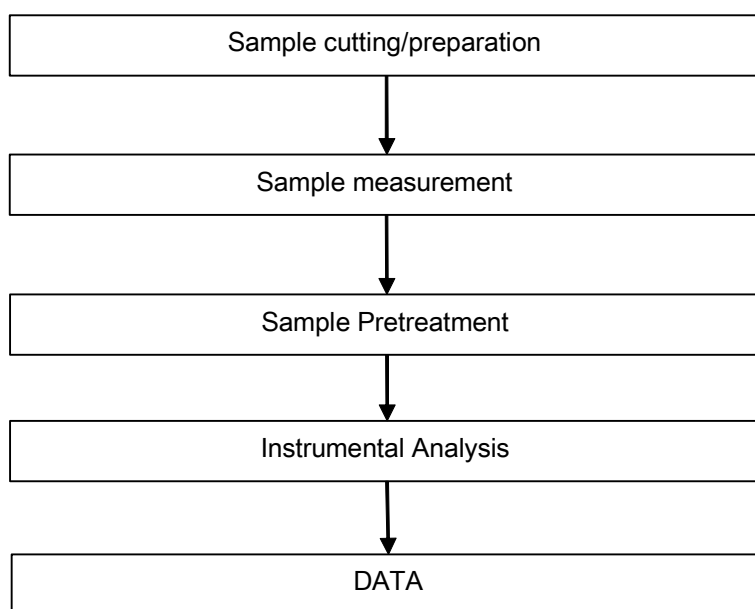 Sample cutting/preparation
Sample measurement
Sample Pretreatment
Instrumental Analysis
DATA